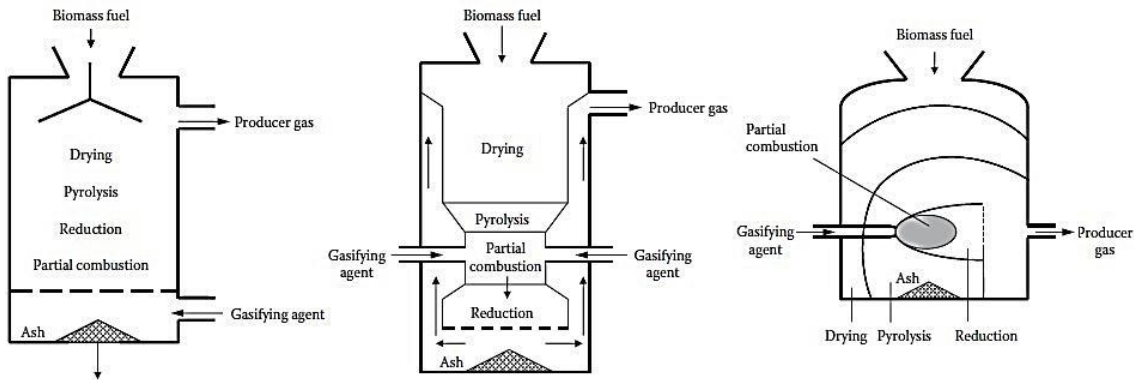 Biomass fuel
Producer gas
Drying
Pyrolysis
Reduction
Partial combustion
Gasifying agent
Ash
Biomass fuel
Producer gas
Drying
Pyrolysis
Gasifying
agent
Partial
combustion
Gasifying
agent
Reduction
Ash
Biomass fuel
Partial
combustion
Gasifying
agent
Producer
gas
Ash
Drying
Pyrolysis
Reduction